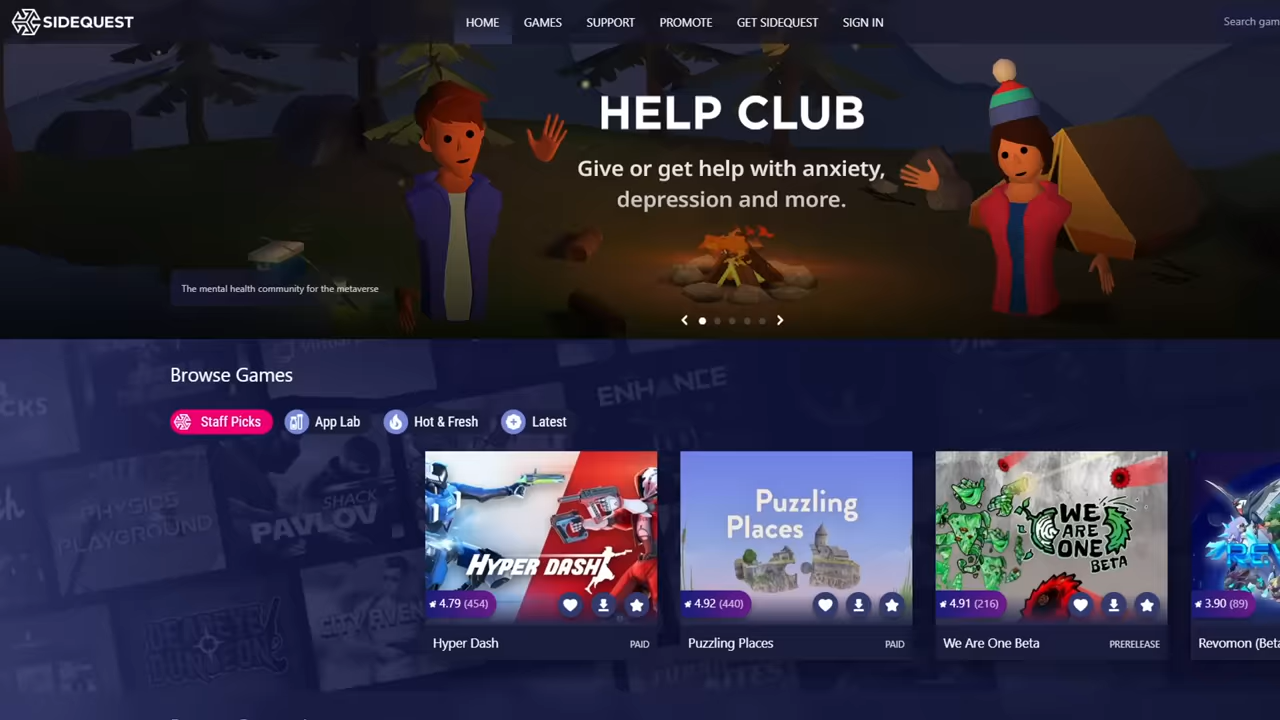 SIDEQUEST
HOME
GAMES
SUPPORT
PROMOTE
GET SIDEQUEST
SIGN IN
Search gam
HELP CLUB
Give or get help with anxiety,
depression and more.
The mental health community for the metaverse
Browse Games
ENHANCE
Staff Picks
App Lab
Hot & Fresh
Latest
PHYSICS
PLAYGROUND
SHACK
PAVLOV
HYPER DASH
4.79 (454)
Hyper Dash
PAID
Puzzling
Places
4.92 (440)
Puzzling Places
PAID
WE
ARE
ONE
BETA
4.91 (216)
We Are One Beta
PRERELEASE
3.90 (89)
Revomon (Beta